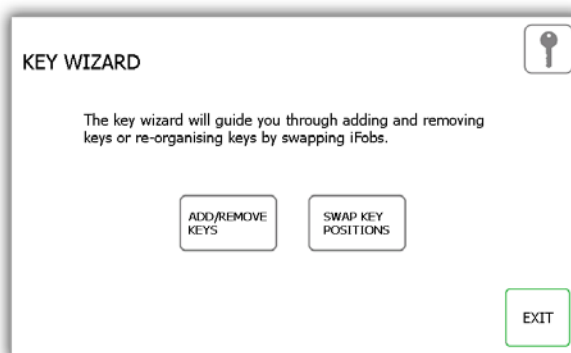 KEY WIZARD
The key wizard will guide you through adding and removing
keys or re-organising keys by swapping iFobs.
ADD/REMOVE
KEYS
SWAP KEY
POSITIONS
EXIT